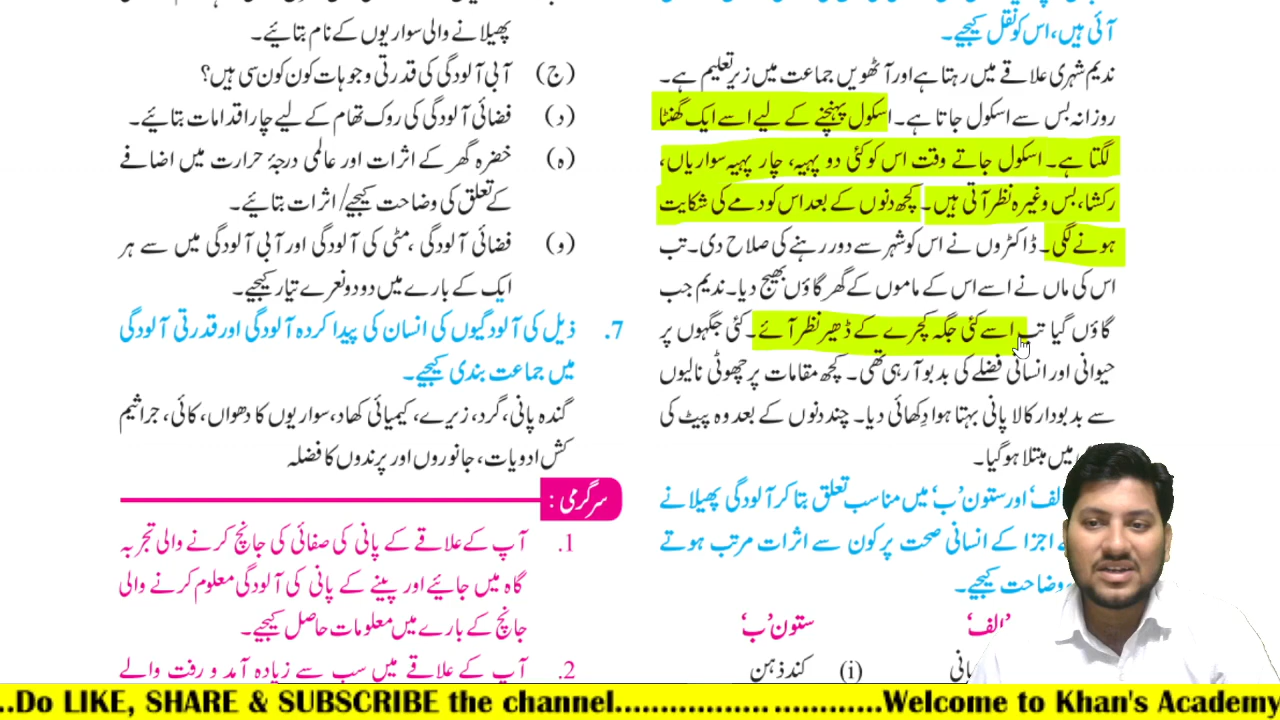 آئی ہیں، اس کو نقل کیجیے۔
ندیم شہری علاقے میں رہتا ہے اور آٹھویں جماعت میں زیرِ تعلیم ہے۔
روزانہ بس سے اسکول جاتا ہے۔ اسکول پہنچنے کے لیے اسے ایک گھنٹا
لگتا ہے۔ اسکول جاتے وقت اس کو کئی دو پہیہ، چار پہیہ سواریاں،
رکشا، بس وغیرہ نظر آتی ہیں۔ کچھ دنوں کے بعد اس کو دمے کی شکایت
ہونے لگی۔ ڈاکٹروں نے اس کو شہر سے دور رہنے کی صلاح دی۔ تب
اس کی ماں نے اسے اس کے ماموں کے گھر گاؤں بھیج دیا۔ ندیم جب
گاؤں گیا تب اسے کئی جگہ کچرے کے ڈھیر نظر آئے۔ کئی جگہوں پر
حیوانی اور انسانی فضلے کی بدبو آرہی تھی۔ کچھ مقامات پر چھوٹی نالیوں
سے بدبودار کالا پانی بہتا ہوا دِکھائی دیا۔ چند دنوں کے بعد وہ پیٹ کی
میں مبتلا ہوگیا۔
اور ستون 'ب' میں مناسب تعلق بتا کر آلودگی پھیلانے
اجزا کے انسانی صحت پر کون سے اثرات مرتب ہوتے
وضاحت کیجیے۔
'الف' ستون 'ب'
(i) کند ذہن
پھیلانے والی سواریوں کے نام بتائیے۔
(ج) آبی آلودگی کی قدرتی وجوہات کون کون سی ہیں؟
(د) فضائی آلودگی کی روک تھام کے لیے چار اقدامات بتائیے۔
(ہ) خضرہ گھر کے اثرات اور عالمی درجۂ حرارت میں اضافے
کے تعلق کی وضاحت کیجیے/ اثرات بتائیے۔
(و) فضائی آلودگی، مٹی کی آلودگی اور آبی آلودگی میں سے ہر
ایک کے بارے میں دو دو نعرے تیار کیجیے۔
7. ذیل کی آلودگیوں کی انسان کی پیدا کردہ آلودگی اور قدرتی آلودگی
میں جماعت بندی کیجیے۔
گندہ پانی، گرد، زیرے، کیمیائی کھاد، سواریوں کا دھواں، کائی، جراثیم
کش ادویات، جانوروں اور پرندوں کا فضلہ
سرگرمی :
1. آپ کے علاقے کے پانی کی صفائی کی جانچ کرنے والی تجربہ
گاہ میں جائیے اور پینے کے پانی کی آلودگی معلوم کرنے والی
جانچ کے بارے میں معلومات حاصل کیجیے۔
2. آپ کے علاقے میں سب سے زیادہ آمد و رفت والے
..Do LIKE, SHARE & SUBSCRIBE the channel............................Welcome to Khan's Academy